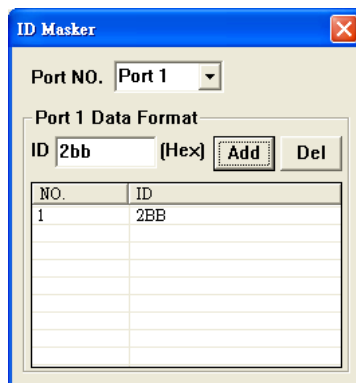 ID Masker
Port NO. Port 1
Port 1 Data Format
ID 2bb (Hex) Add Del
NO. ID
1 2BB